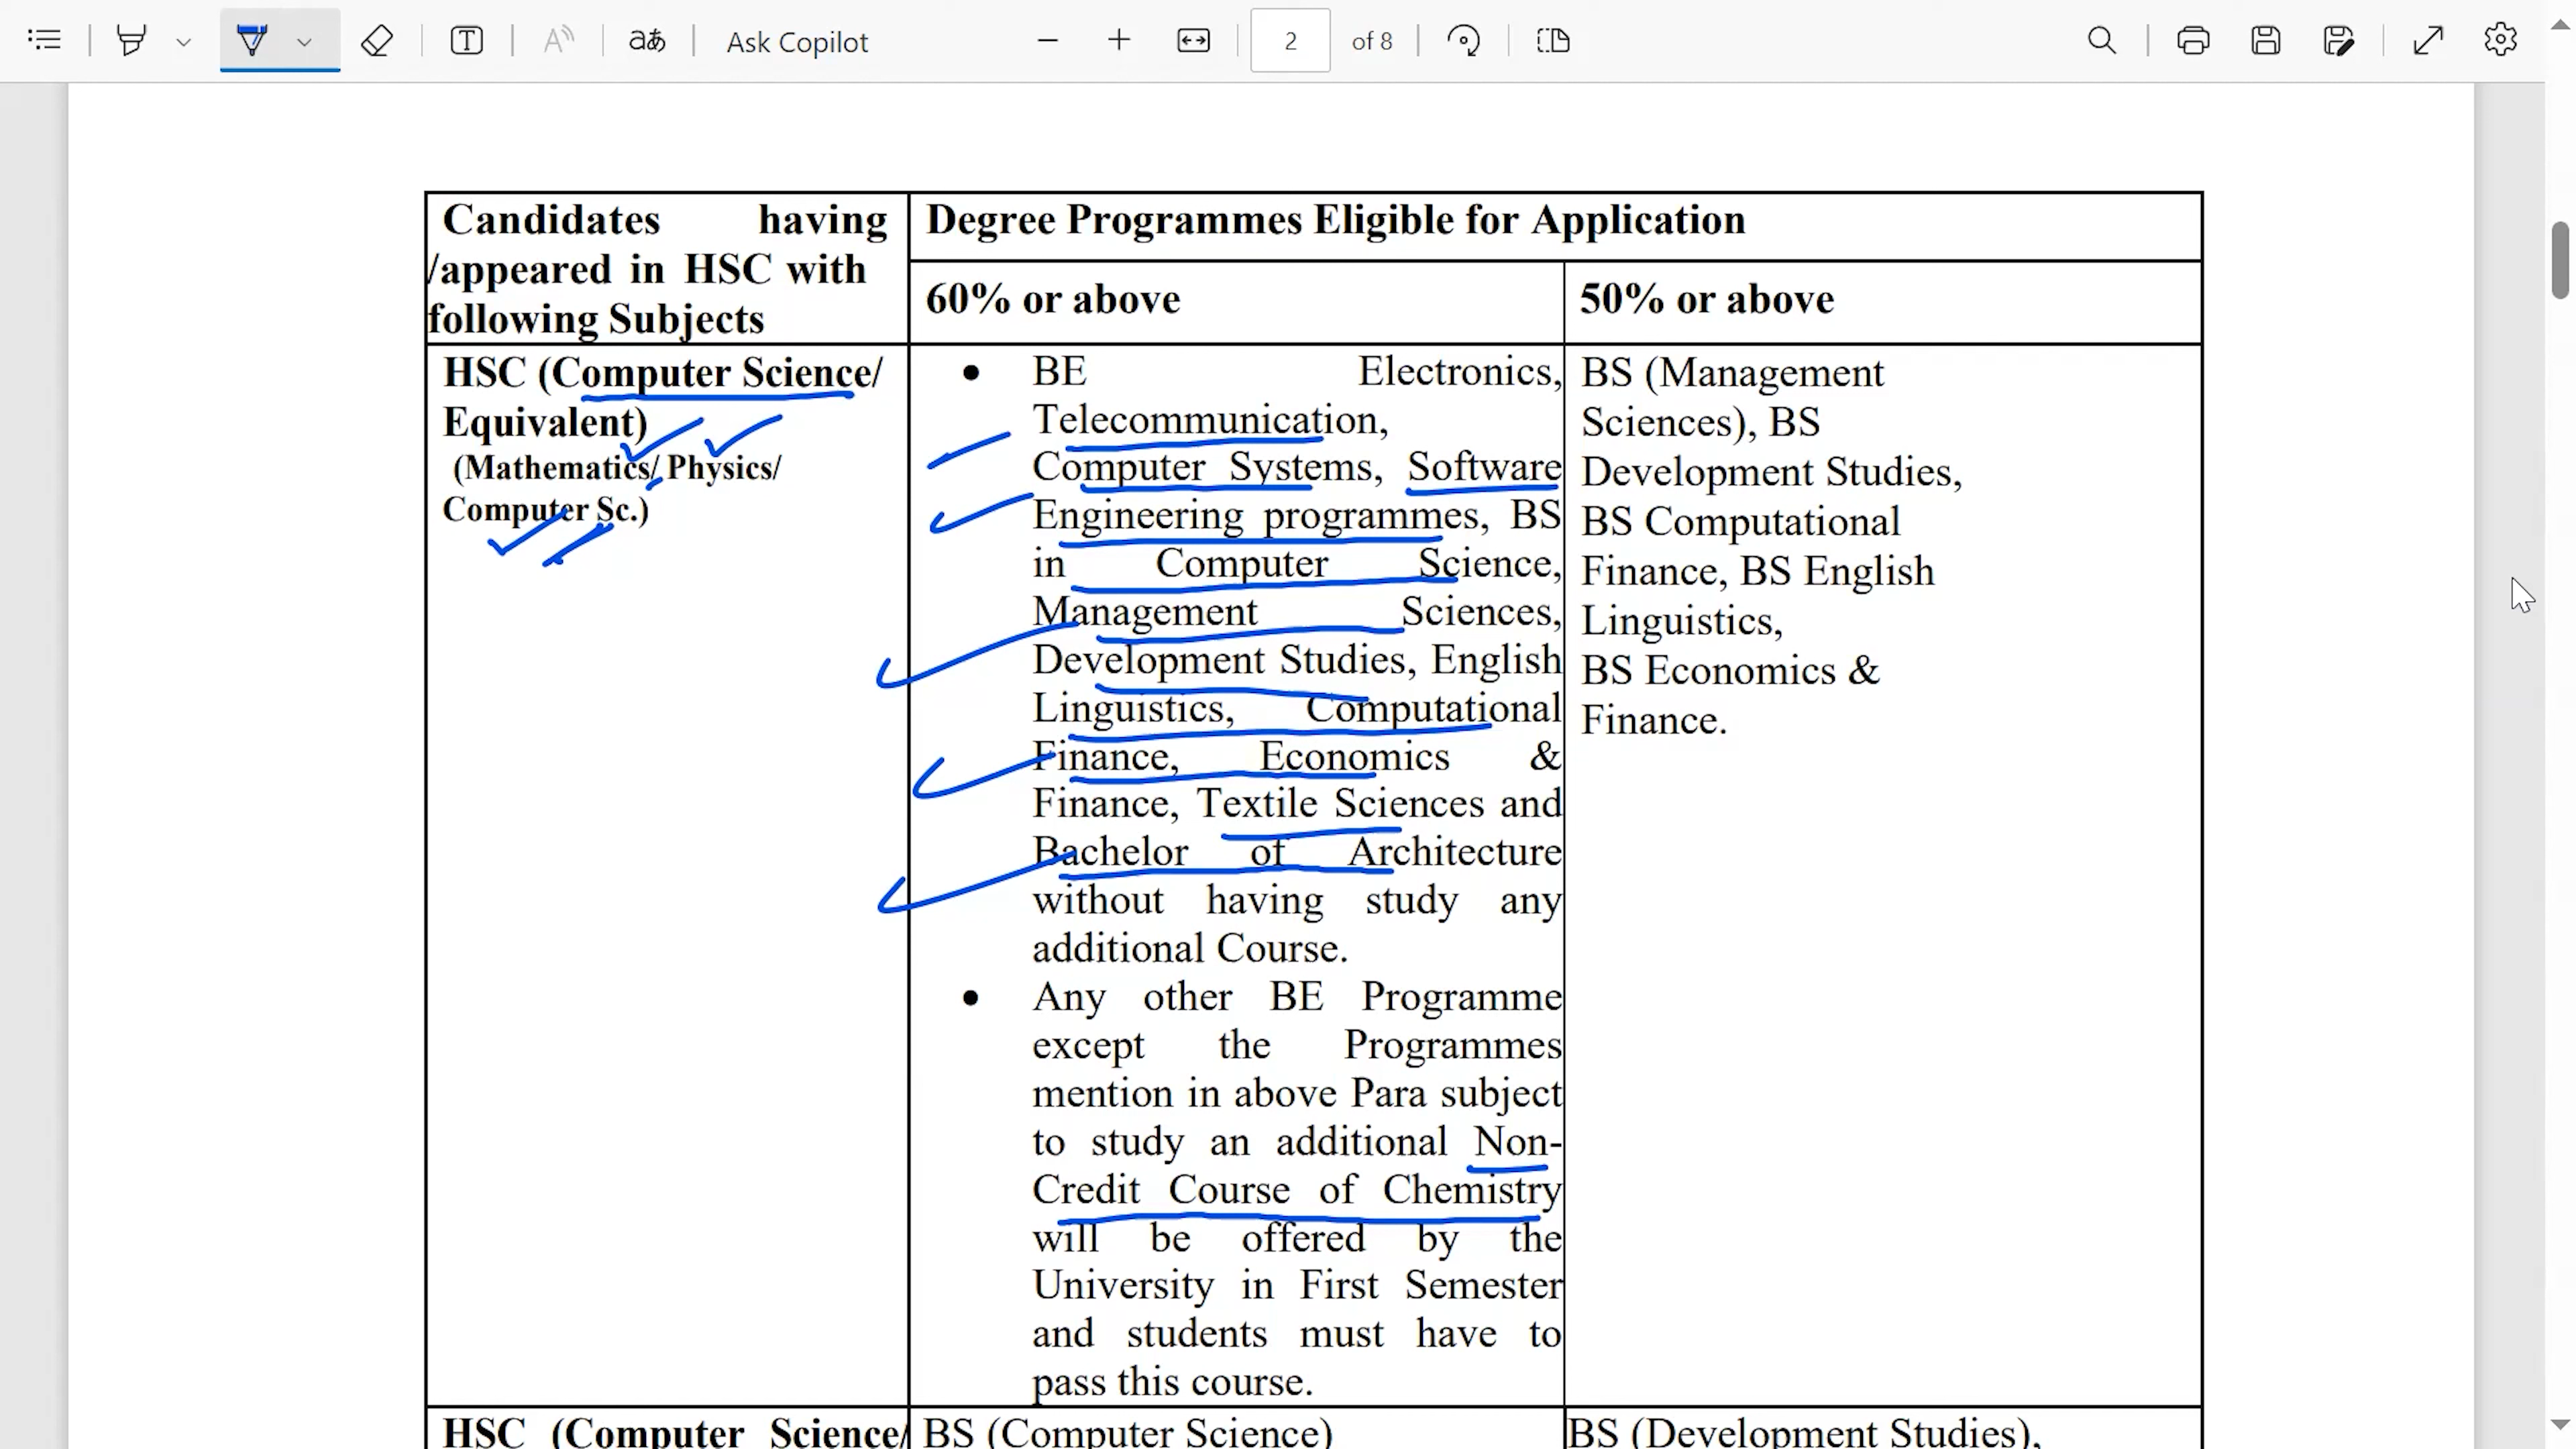 Ask Copilot
2
of 8
Candidates having
/appeared in HSC with
following Subjects
Degree Programmes Eligible for Application
60% or above
50% or above
HSC (Computer Science/
Equivalent)
(Mathematics/ Physics/
Computer Sc.)
• BE Electronics,
Telecommunication,
Computer Systems, Software
Engineering programmes, BS
in Computer Science,
Management Sciences,
Development Studies, English
Linguistics, Computational
Finance, Economics &
Finance, Textile Sciences and
Bachelor of Architecture
without having study any
additional Course.
• Any other BE Programme
except the Programmes
mention in above Para subject
to study an additional Non-
Credit Course of Chemistry
will be offered by the
University in First Semester
and students must have to
pass this course.
BS (Management
Sciences), BS
Development Studies,
BS Computational
Finance, BS English
Linguistics,
BS Economics &
Finance.
HSC (Computer Science/
BS (Computer Science)
BS (Development Studies),